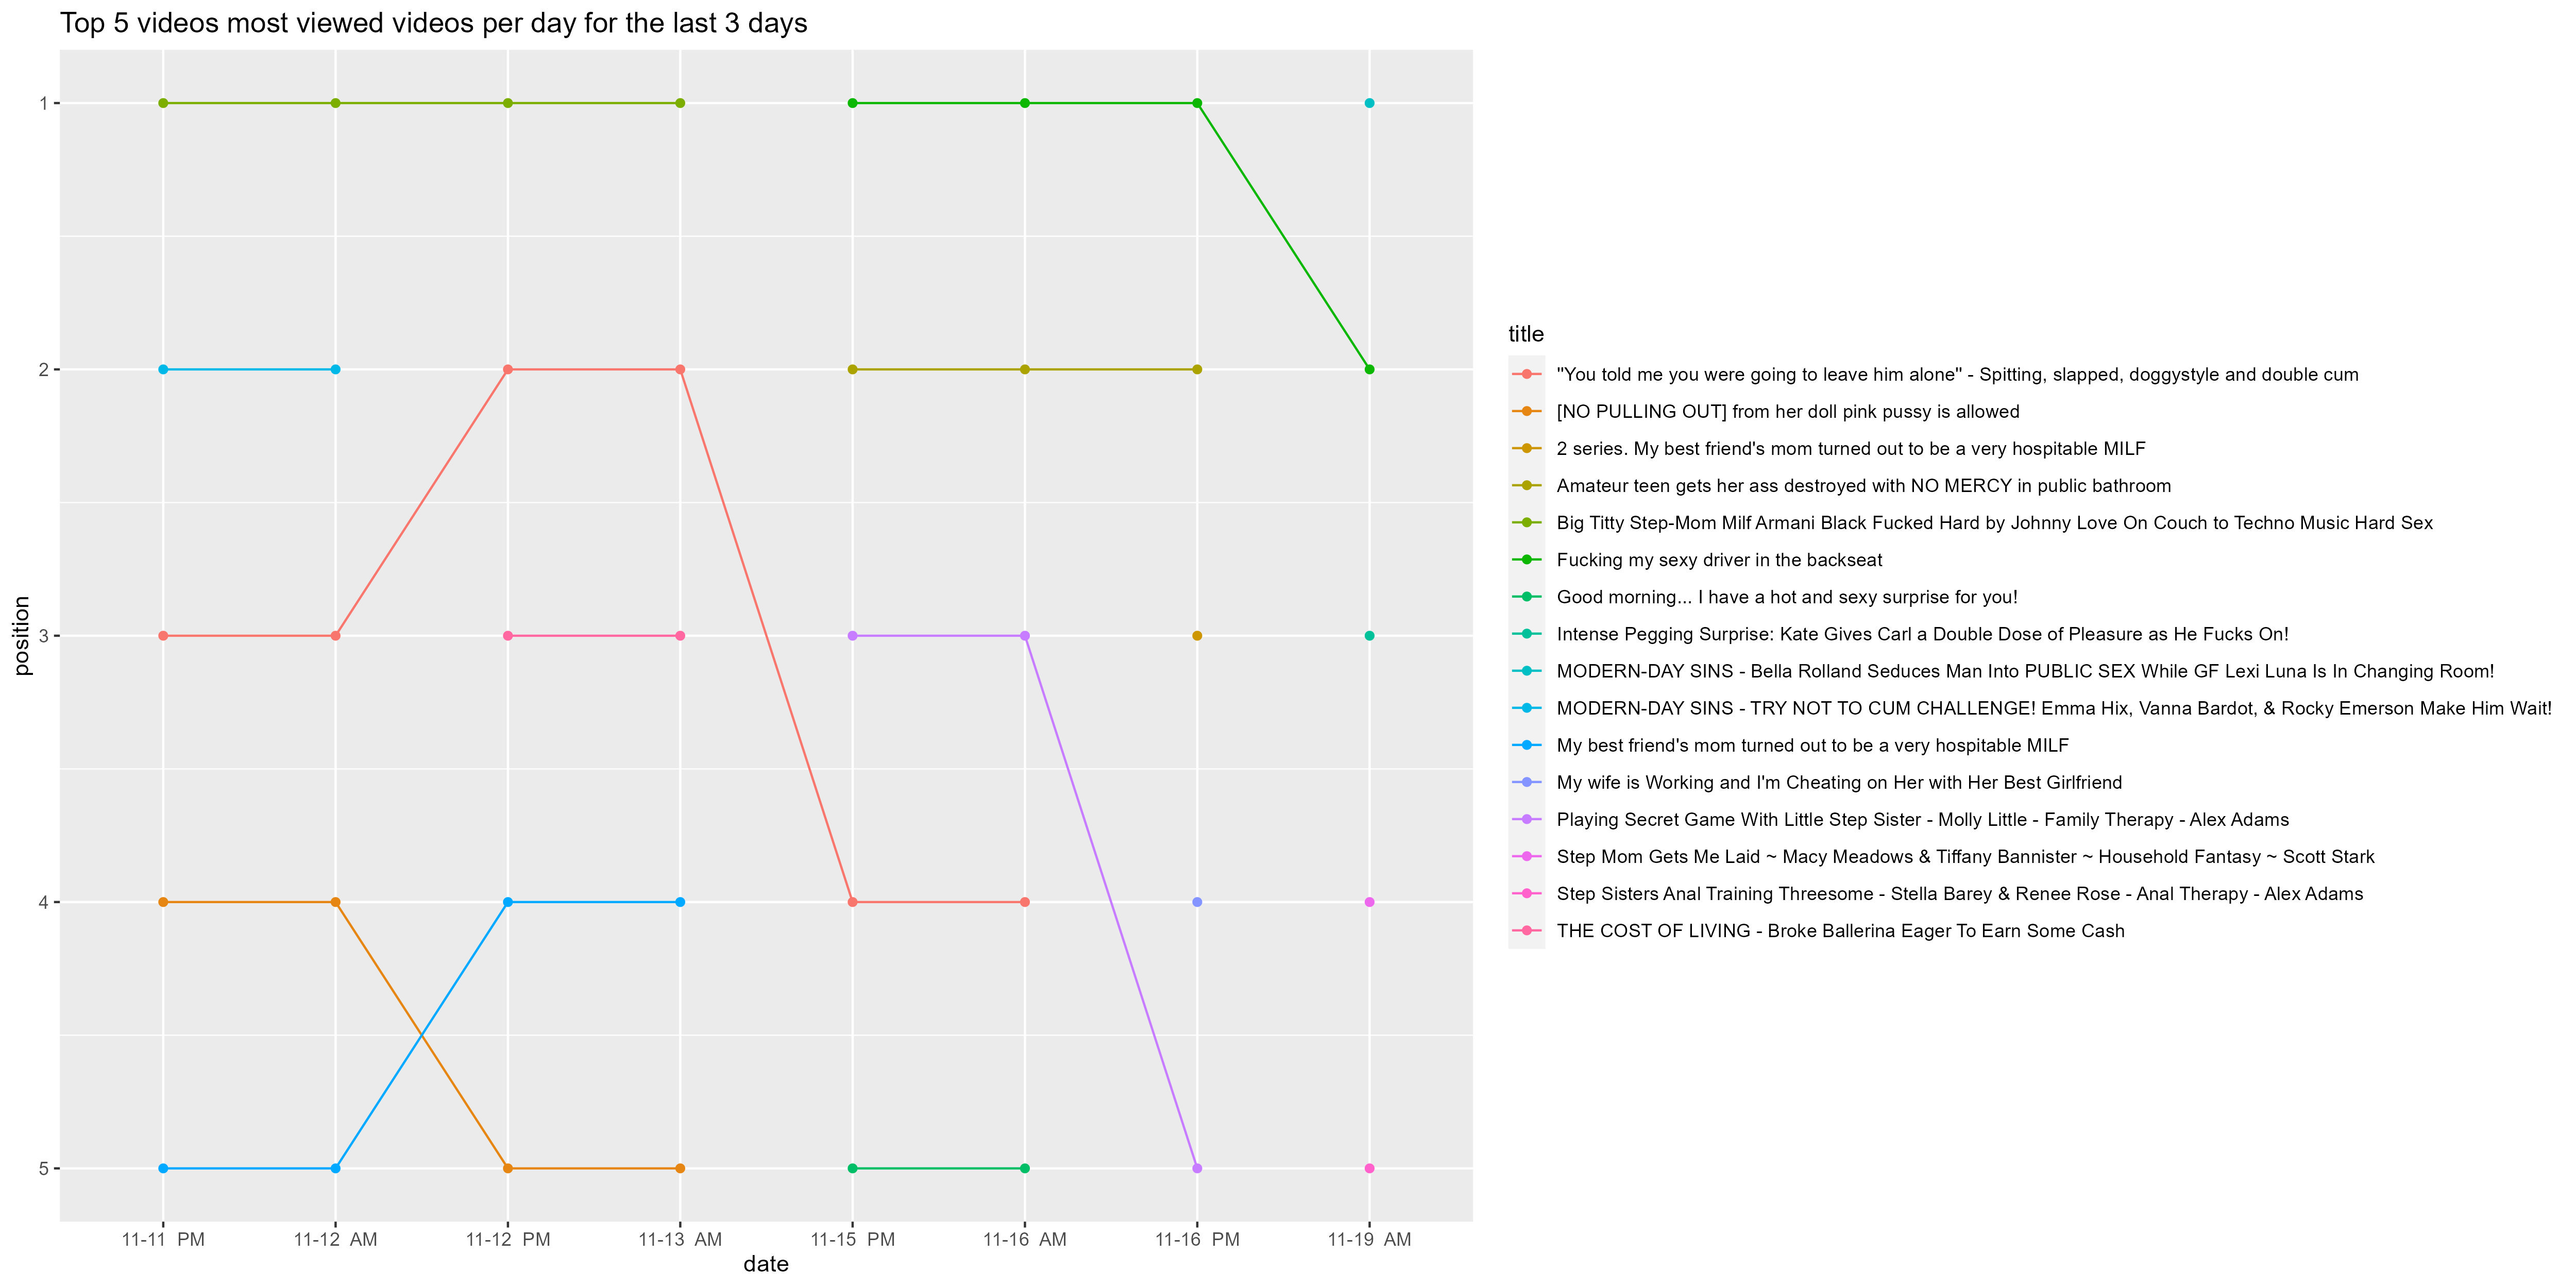 Top 5 videos most viewed videos per day for the last 3 days
1
2
3
4
5
position
11-11 PM
11-12 AM
11-12 PM
11-13 AM
11-15 PM
11-16 AM
11-16 PM
11-19 AM
date
title
"You told me you were going to leave him alone" - Spitting, slapped, doggystyle and double cum
[NO PULLING OUT] from her doll pink pussy is allowed
2 series. My best friend's mom turned out to be a very hospitable MILF
Amateur teen gets her ass destroyed with NO MERCY in public bathroom
Big Titty Step-Mom Milf Armani Black Fucked Hard by Johnny Love On Couch to Techno Music Hard Sex
Fucking my sexy driver in the backseat
Good morning... I have a hot and sexy surprise for you!
Intense Pegging Surprise: Kate Gives Carl a Double Dose of Pleasure as He Fucks On!
MODERN-DAY SINS - Bella Rolland Seduces Man Into PUBLIC SEX While GF Lexi Luna Is In Changing Room!
MODERN-DAY SINS - TRY NOT TO CUM CHALLENGE! Emma Hix, Vanna Bardot, & Rocky Emerson Make Him Wait!
My best friend's mom turned out to be a very hospitable MILF
My wife is Working and I'm Cheating on Her with Her Best Girlfriend
Playing Secret Game With Little Step Sister - Molly Little - Family Therapy - Alex Adams
Step Mom Gets Me Laid ~ Macy Meadows & Tiffany Bannister ~ Household Fantasy ~ Scott Stark
Step Sisters Anal Training Threesome - Stella Barey & Renee Rose - Anal Therapy - Alex Adams
THE COST OF LIVING - Broke Ballerina Eager To Earn Some Cash